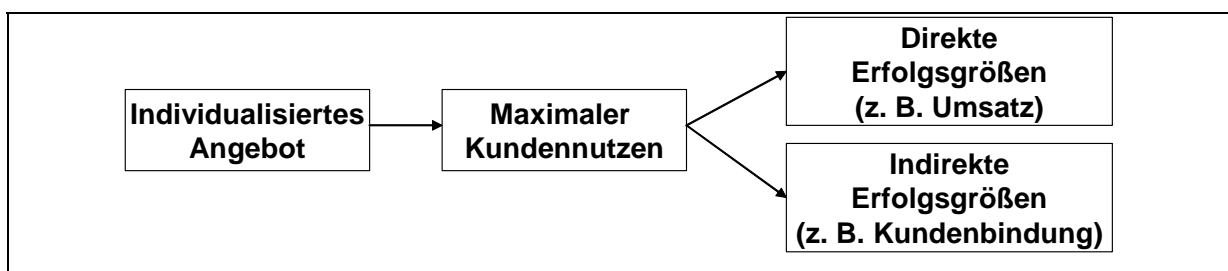 Individualisiertes
Angebot
Maximaler
Kundennutzen
Direkte
Erfolgsgrößen
(z. B. Umsatz)
Indirekte
Erfolgsgrößen
(z. B. Kundenbindung)